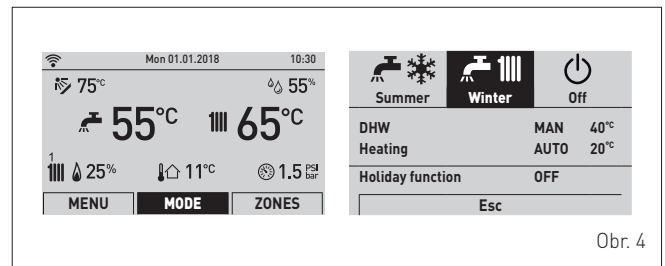 Mon 01.01.2018 10:30
75°C 55%
55°C 65°C
1
25% 11°C 1.5 PSI bar
MENU MODE ZONES
Summer Winter Off
DHW MAN 40°C
Heating AUTO 20°C
Holiday function OFF
Esc
Obr. 4